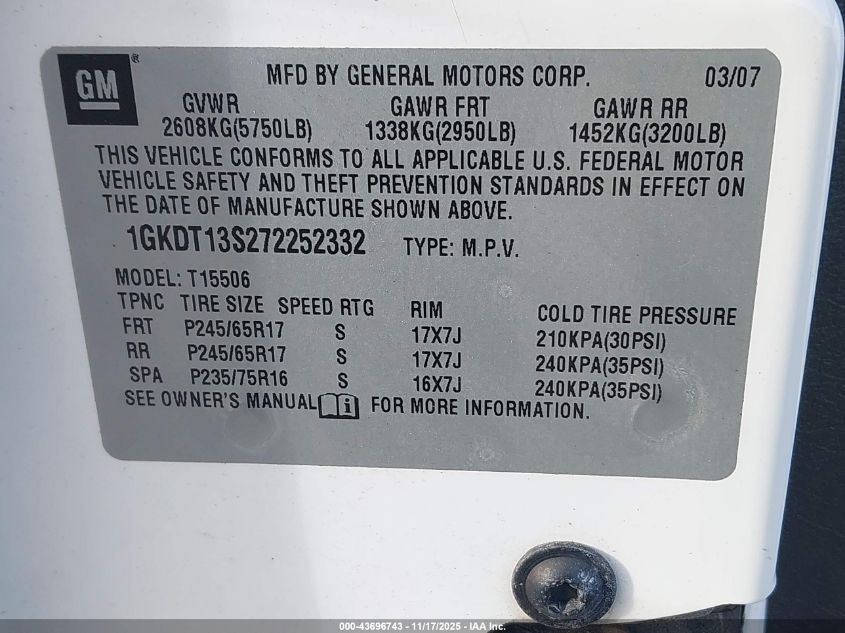 GM®
MFD BY GENERAL MOTORS CORP. 03/07
GVWR GAWR FRT GAWR RR
2608KG(5750LB) 1338KG(2950LB) 1452KG(3200LB)
THIS VEHICLE CONFORMS TO ALL APPLICABLE U.S. FEDERAL MOTOR
VEHICLE SAFETY AND THEFT PREVENTION STANDARDS IN EFFECT ON
THE DATE OF MANUFACTURE SHOWN ABOVE.
1GKDT13S272252332 TYPE: M.P.V.
MODEL: T15506
TPNC TIRE SIZE SPEED RTG RIM COLD TIRE PRESSURE
FRT P245/65R17 S 17X7J 210KPA(30PSI)
RR P245/65R17 S 17X7J 240KPA(35PSI)
SPA P235/75R16 S 16X7J 240KPA(35PSI)
SEE OWNER'S MANUAL i FOR MORE INFORMATION.
000-43696743 - 11/17/2025 - IAA Inc.